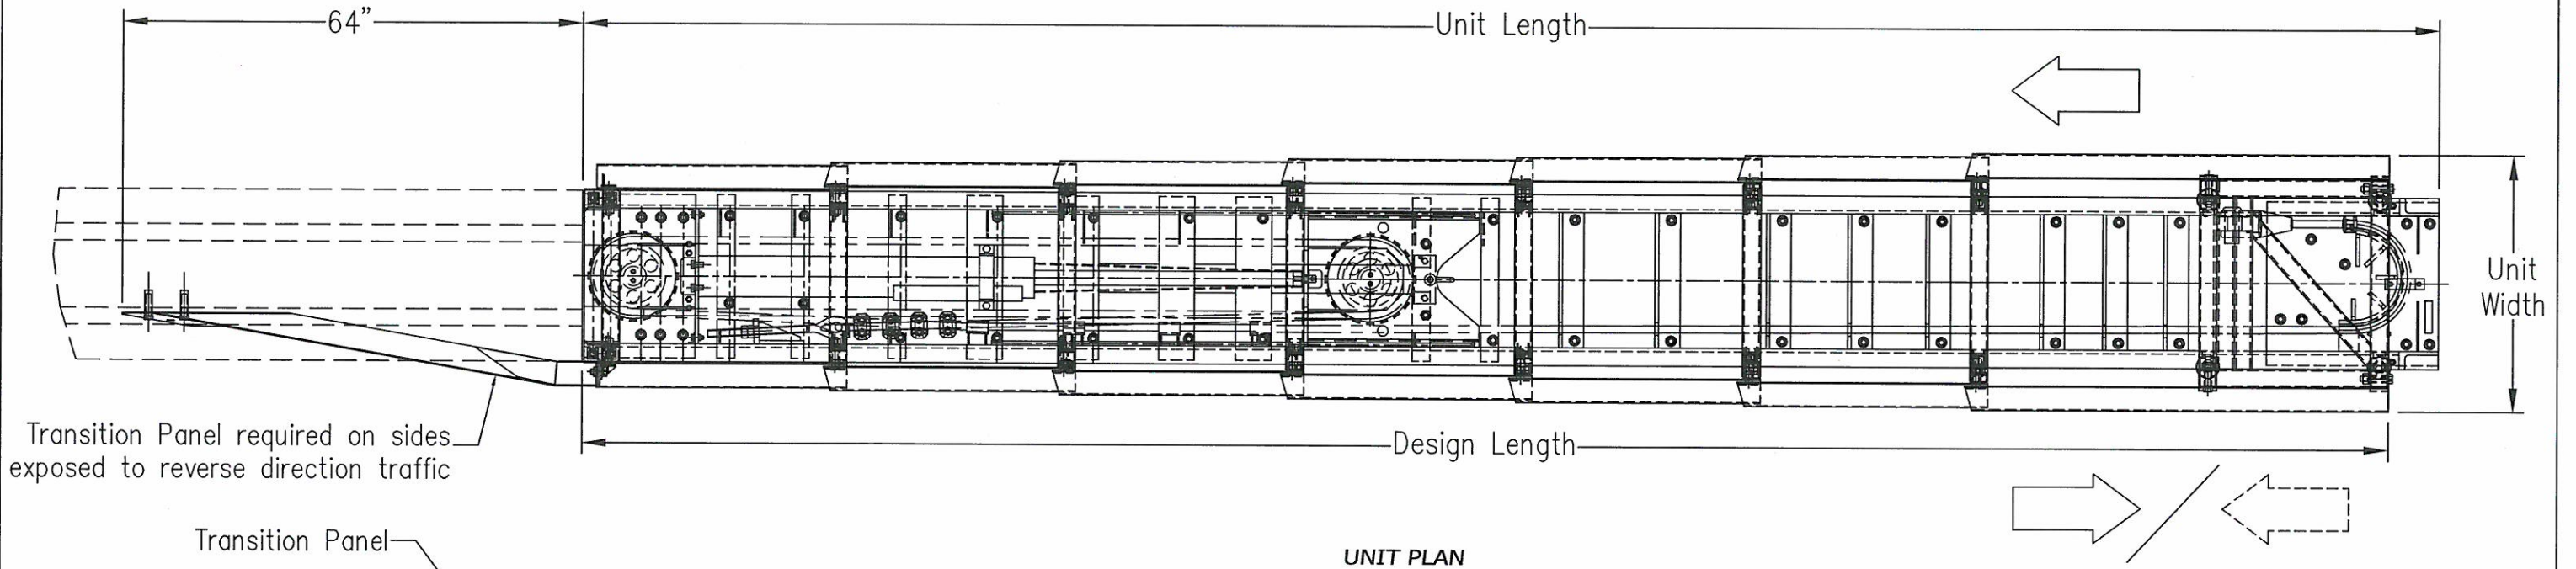 64”
Unit Length
Unit
Width
Transition Panel required on sides
exposed to reverse direction traffic
Design Length
Transition Panel
UNIT PLAN